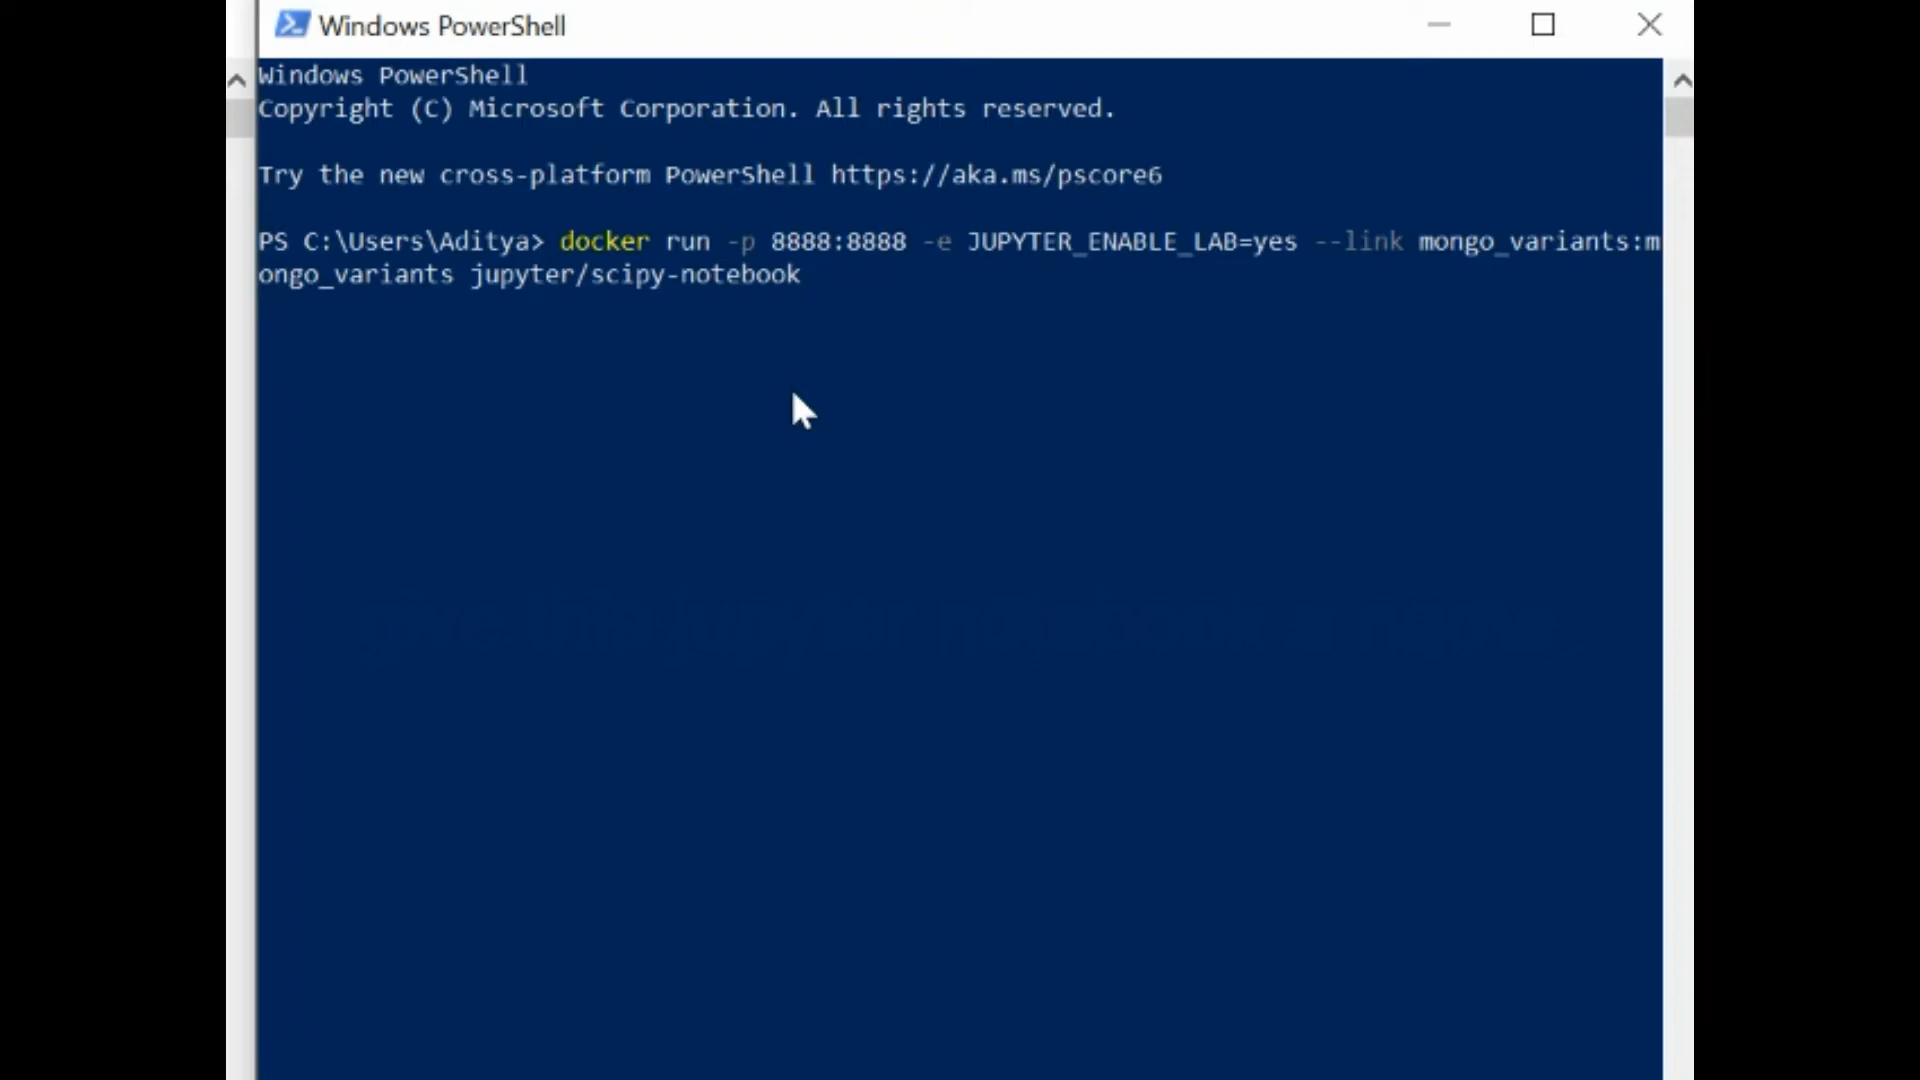 Windows PowerShell
Windows PowerShell
Copyright (C) Microsoft Corporation. All rights reserved.
Try the new cross-platform PowerShell https://aka.ms/pscore6
PS C:\Users\Aditya> docker run -p 8888:8888 -e JUPYTER_ENABLE_LAB=yes --link mongo_variants:m
ongo_variants jupyter/scipy-notebook